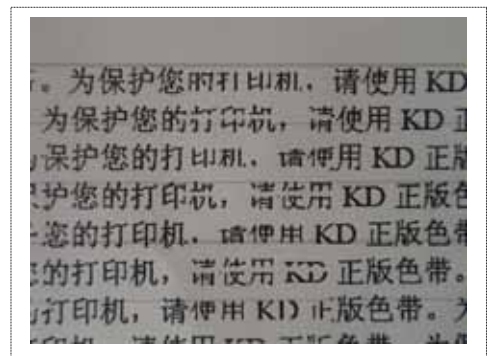 。为保护您的打印机，请使用 KD
为保护您的打印机，请使用 KD 正
保护您的打印机，请使用 KD 正版
护您的打印机，请使用 KD 正版色
您的打印机，请使用 KD 正版色带
的打印机，请使用 KD 正版色带。
打印机，请使用 KD 正版色带。为